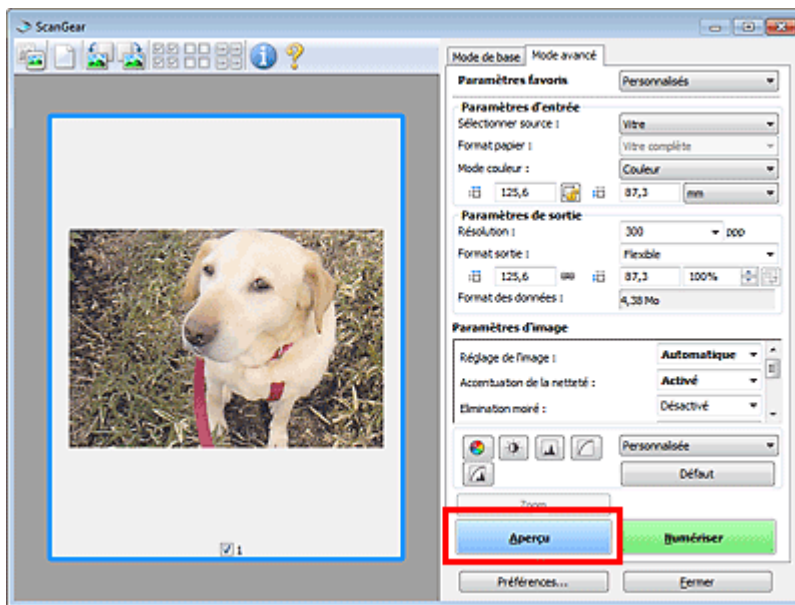 ScanGear
Mode de base Mode avancé
Paramètres favoris Personnalisés
Paramètres d'entrée
Sélectionner source : Vitre
Format papier : Vitre complète
Mode couleur : Couleur
125,6 87,3 mm
Paramètres de sortie
Résolution : 300 ppp
Format sortie : Flexible
125,6 87,3 100%
Format des données : 4,38 Mo
Paramètres d'image
Réglage de l'image : Automatique
Accentuation de la netteté : Activé
Elimination moiré : Désactivé
Personnalisée
Défaut
Zoom
Aperçu Numériser
1
Préférences... Fermer